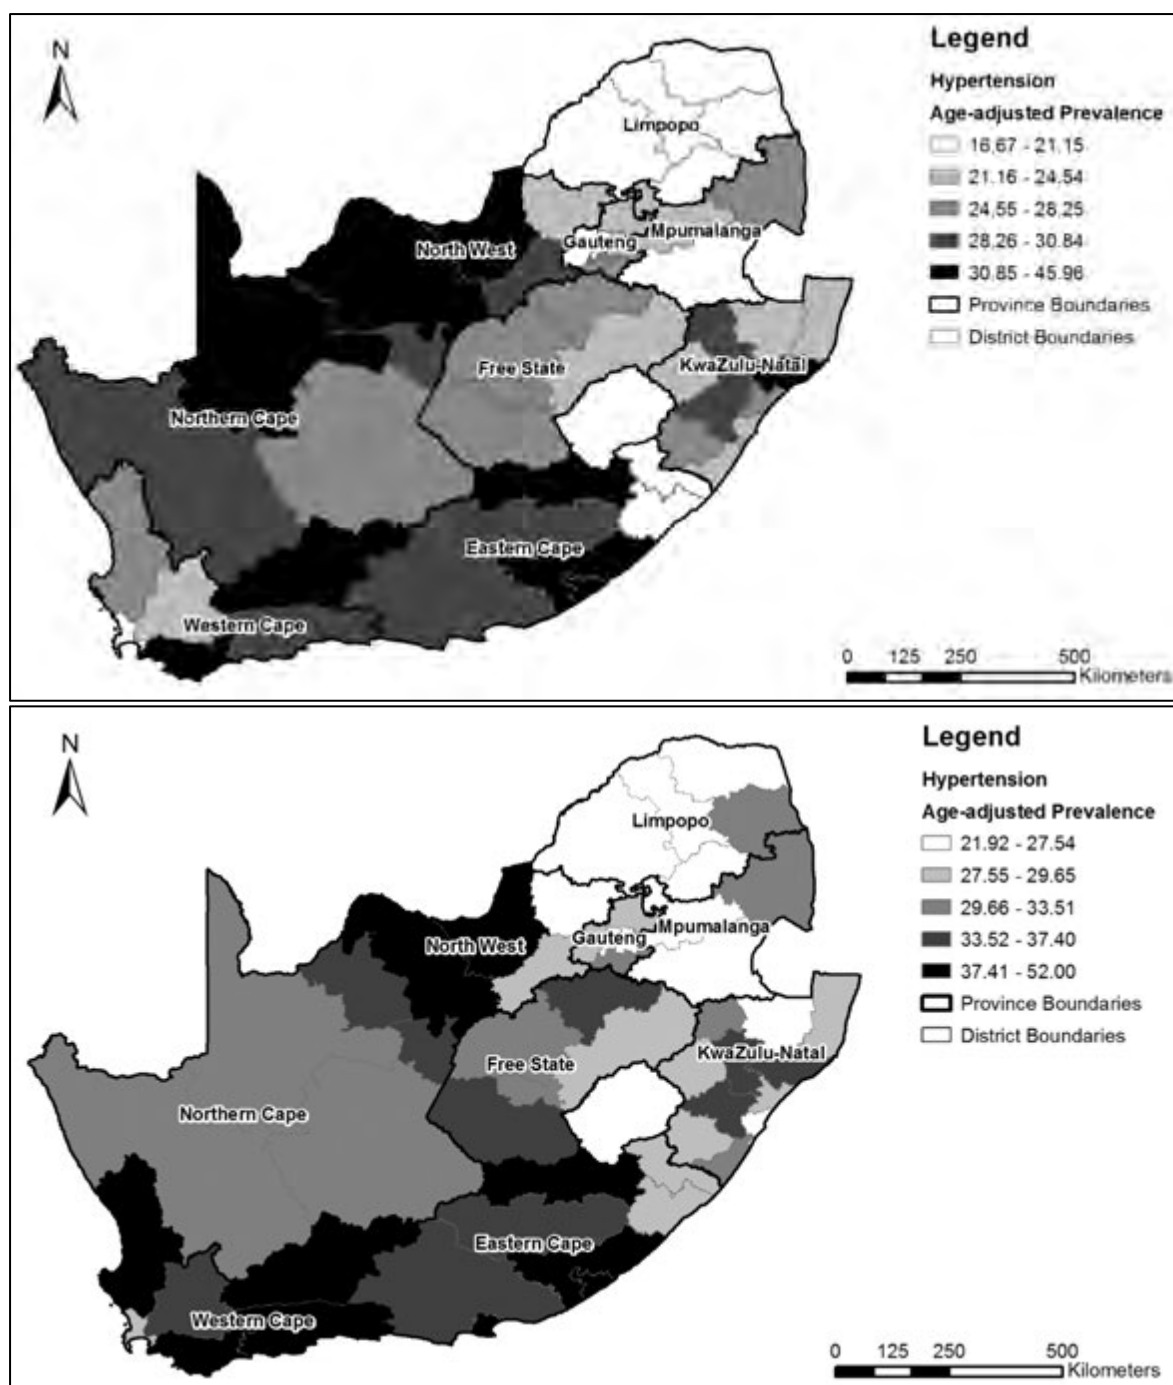 N
Legend
Hypertension
Age-adjusted Prevalence
16.67 - 21.15
21.16 - 24.54
24.55 - 28.25
28.26 - 30.84
30.85 - 45.96
Province Boundaries
District Boundaries
Limpopo
North West
Gauteng
Mpumalanga
Free State
KwaZulu-Natal
Northern Cape
Eastern Cape
Western Cape
0 125 250 500
Kilometers
N
Legend
Hypertension
Age-adjusted Prevalence
21.92 - 27.54
27.55 - 29.65
29.66 - 33.51
33.52 - 37.40
37.41 - 52.00
Province Boundaries
District Boundaries
Limpopo
North West
Gauteng
Mpumalanga
Free State
KwaZulu-Natal
Northern Cape
Eastern Cape
Western Cape
0 125 250 500
Kilometers